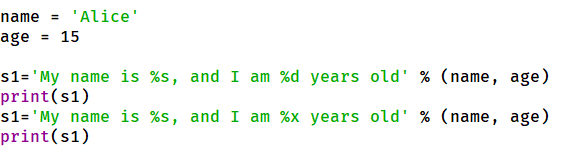 name = 'Alice'
age = 15

s1='My name is %s, and I am %d years old' % (name, age)
print(s1)
s1='My name is %s, and I am %x years old' % (name, age)
print(s1)